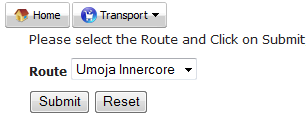 Home Transport
Please select the Route and Click on Submit
Route Umoja Innercore
Submit Reset